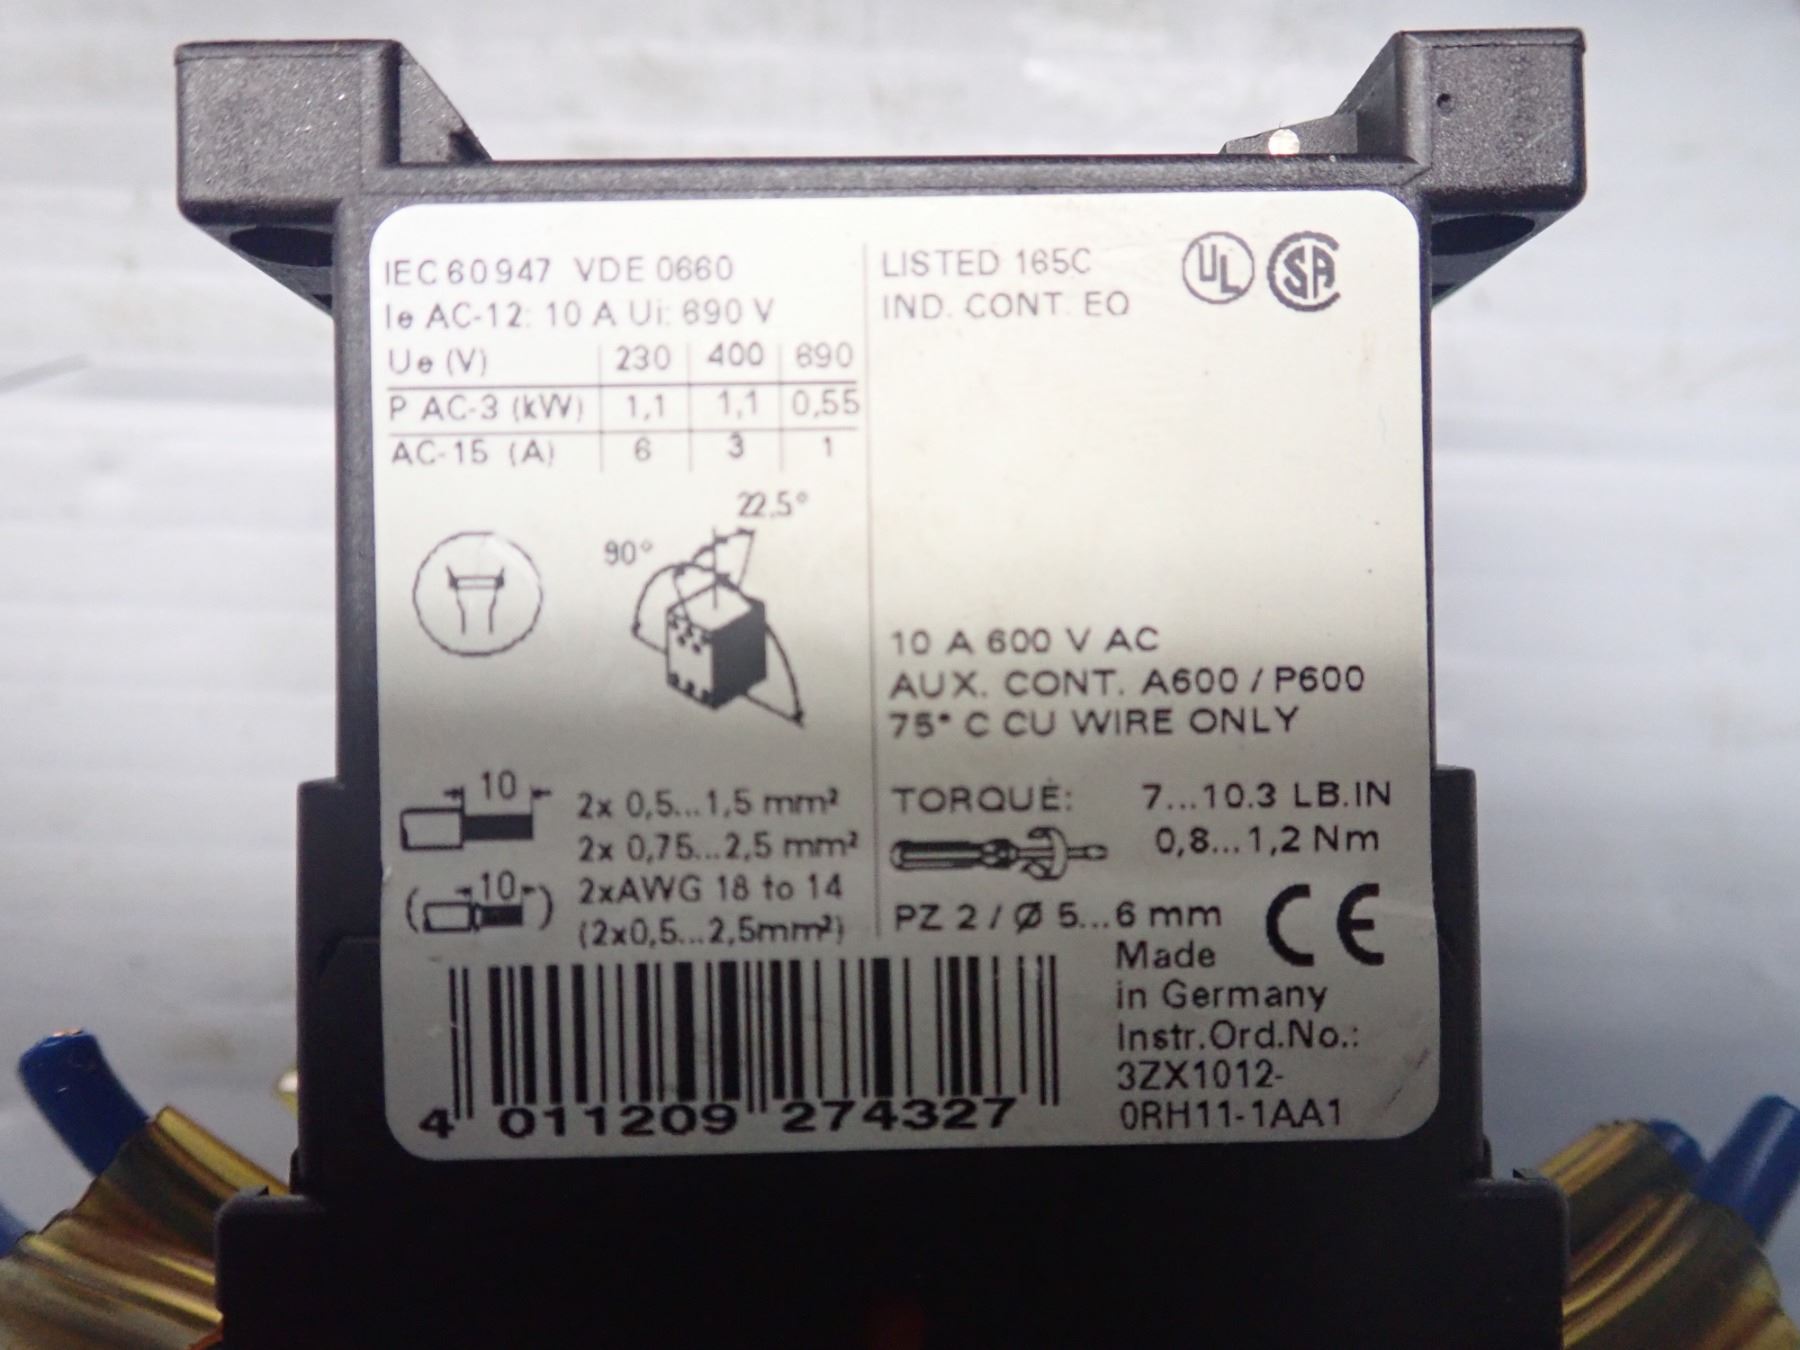 IEC 60947 VDE 0660
Ie AC-12: 10 A Ui: 690 V
Ue (V) 230 400 690
P AC-3 (kW) 1,1 1,1 0,55
AC-15 (A) 6 3 1
22,5°
90°
10
2x 0,5...1,5 mm²
2x 0,75...2,5 mm²
(10)
2xAWG 18 to 14
(2x0,5...2,5mm²)
LISTED 165C
IND. CONT. EQ
UL
SA
10 A 600 V AC
AUX. CONT. A600 / P600
75° C CU WIRE ONLY
TORQUE: 7...10.3 LB.IN
0,8...1,2 Nm
PZ 2 / Ø 5...6 mm
CE
Made
in Germany
Instr.Ord.No.:
3ZX1012-
0RH11-1AA1
4 011209 274327